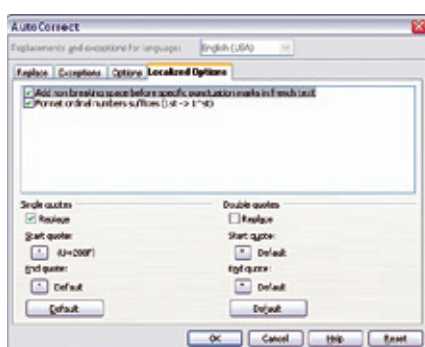 AutoCorrect
Replacements and exceptions for language: English (USA)
Replace Exceptions Options Localized Options
Add non breaking space before specific punctuation marks in french text
Format ordinal numbers suffixes (1st -> 1^st)
Single quotes
Replace
Start quote:
Default
End quote:
Default
Default
Double quotes
Replace
Start quote:
Default
End quote:
Default
Default
OK Cancel Help Reset